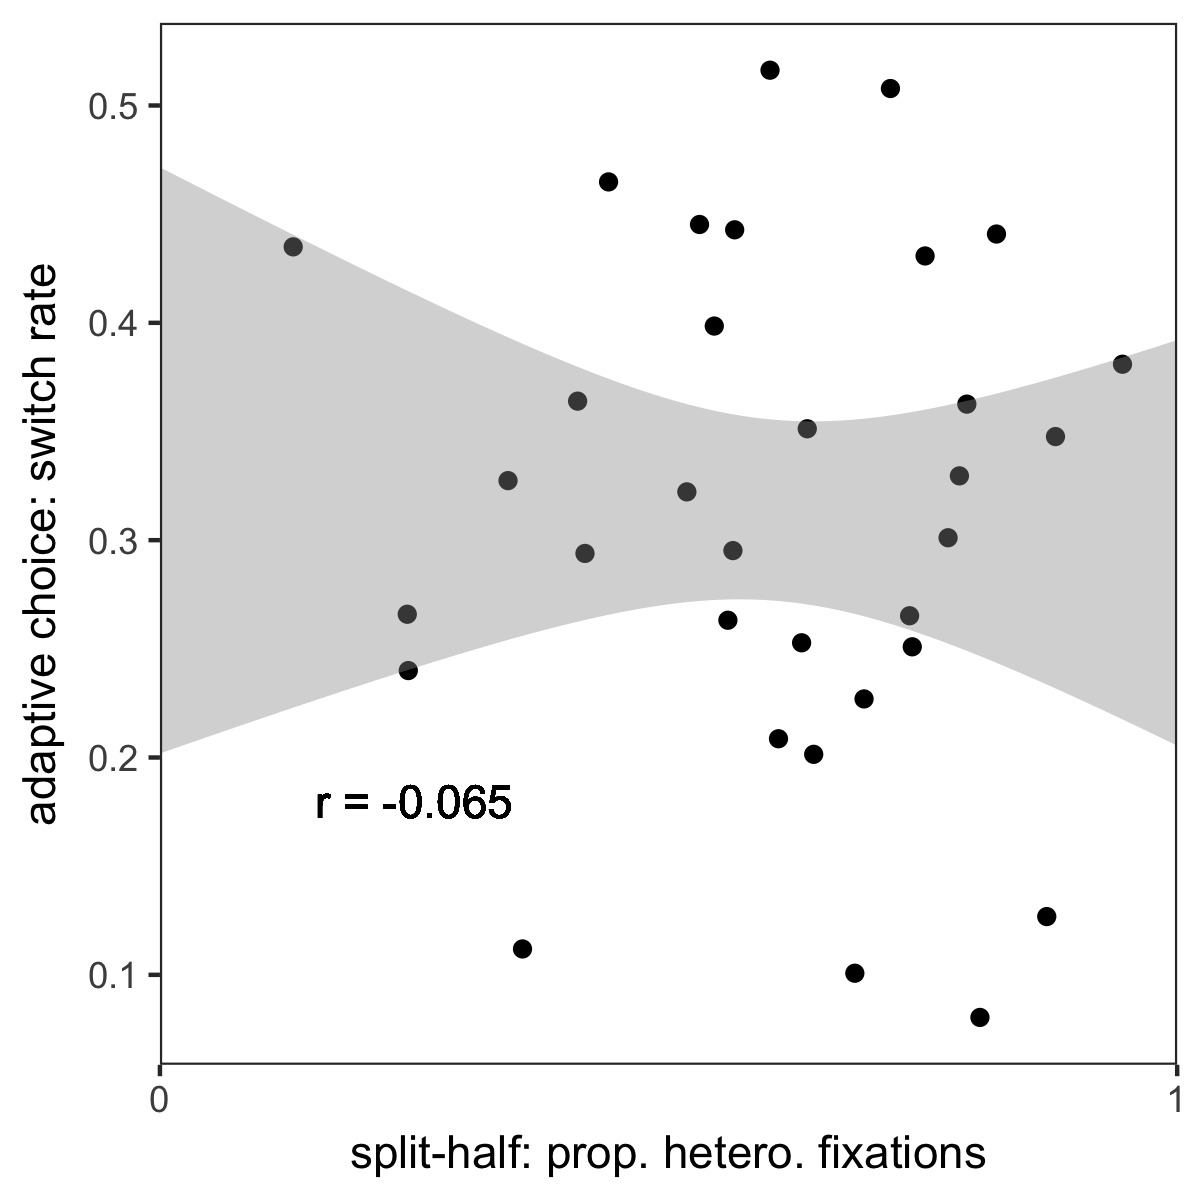 0.5
0.4
0.3
0.2
0.1
adaptive choice: switch rate
r = -0.065
0
1
split-half: prop. hetero. fixations